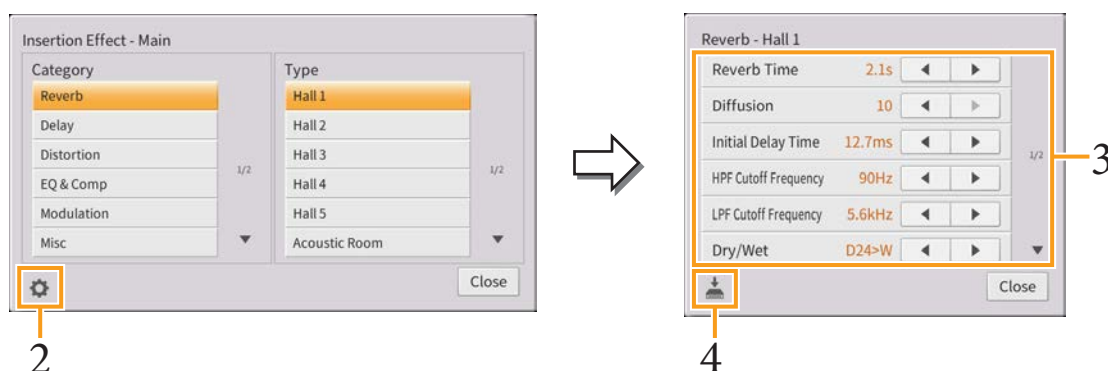 Insertion Effect - Main
Category
Reverb
Delay
Distortion
EQ & Comp
Modulation
Misc
1/2
Type
Hall 1
Hall 2
Hall 3
Hall 4
Hall 5
Acoustic Room
1/2
Close
2
Reverb - Hall 1
Reverb Time 2.1s
Diffusion 10
Initial Delay Time 12.7ms
HPF Cutoff Frequency 90Hz
LPF Cutoff Frequency 5.6kHz
Dry/Wet D24>W
1/2
3
Close
4